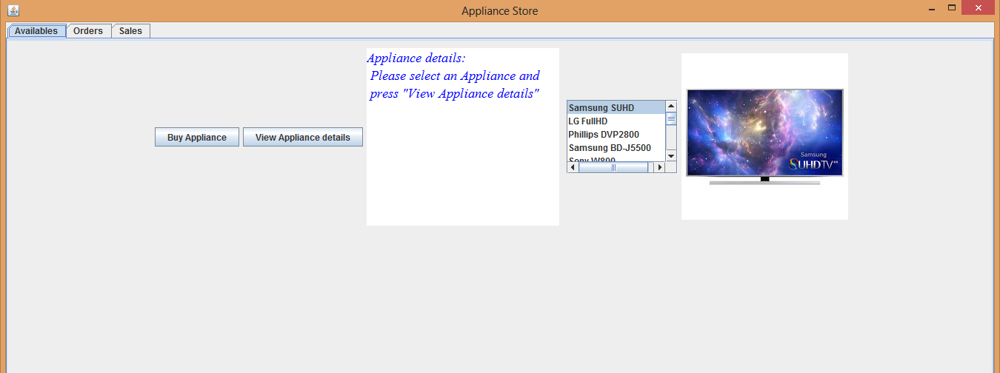 Appliance Store
Availables
Orders
Sales
Buy Appliance
View Appliance details
Appliance details:
Please select an Appliance and
press "View Appliance details"
Samsung SUHD
LG FullHD
Phillips DVP2800
Samsung BD-J5500
Sony W800
Samsung
SUHDTV 4K